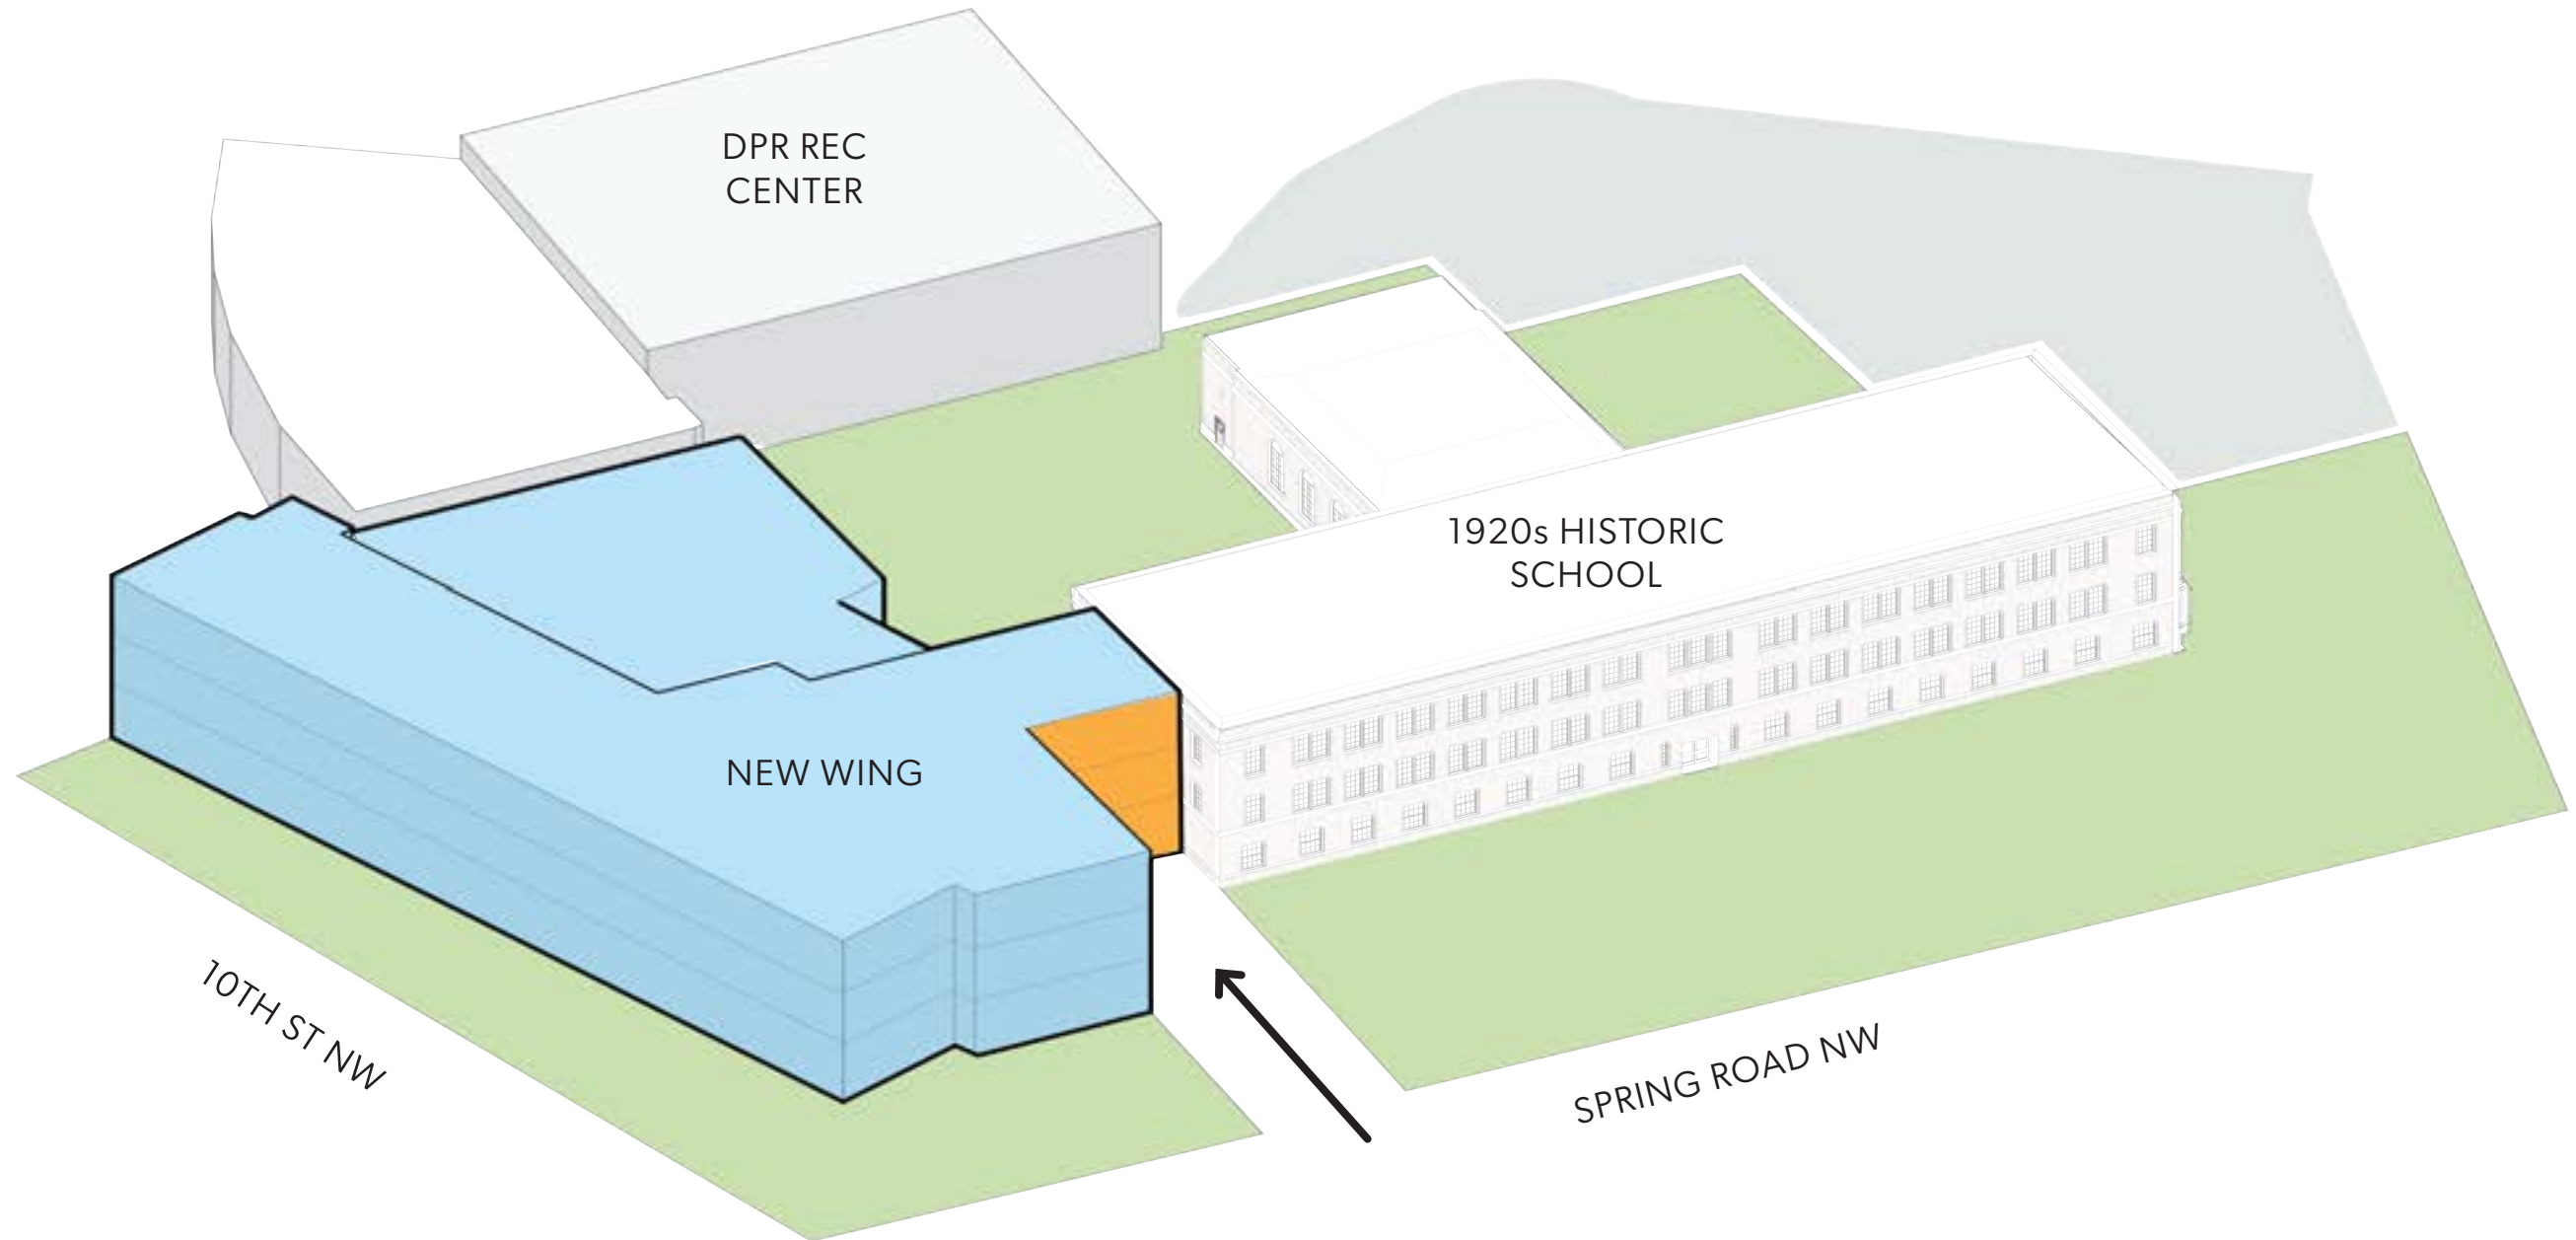 DPR REC
CENTER
1920s HISTORIC
SCHOOL
NEW WING
10TH ST NW
SPRING ROAD NW